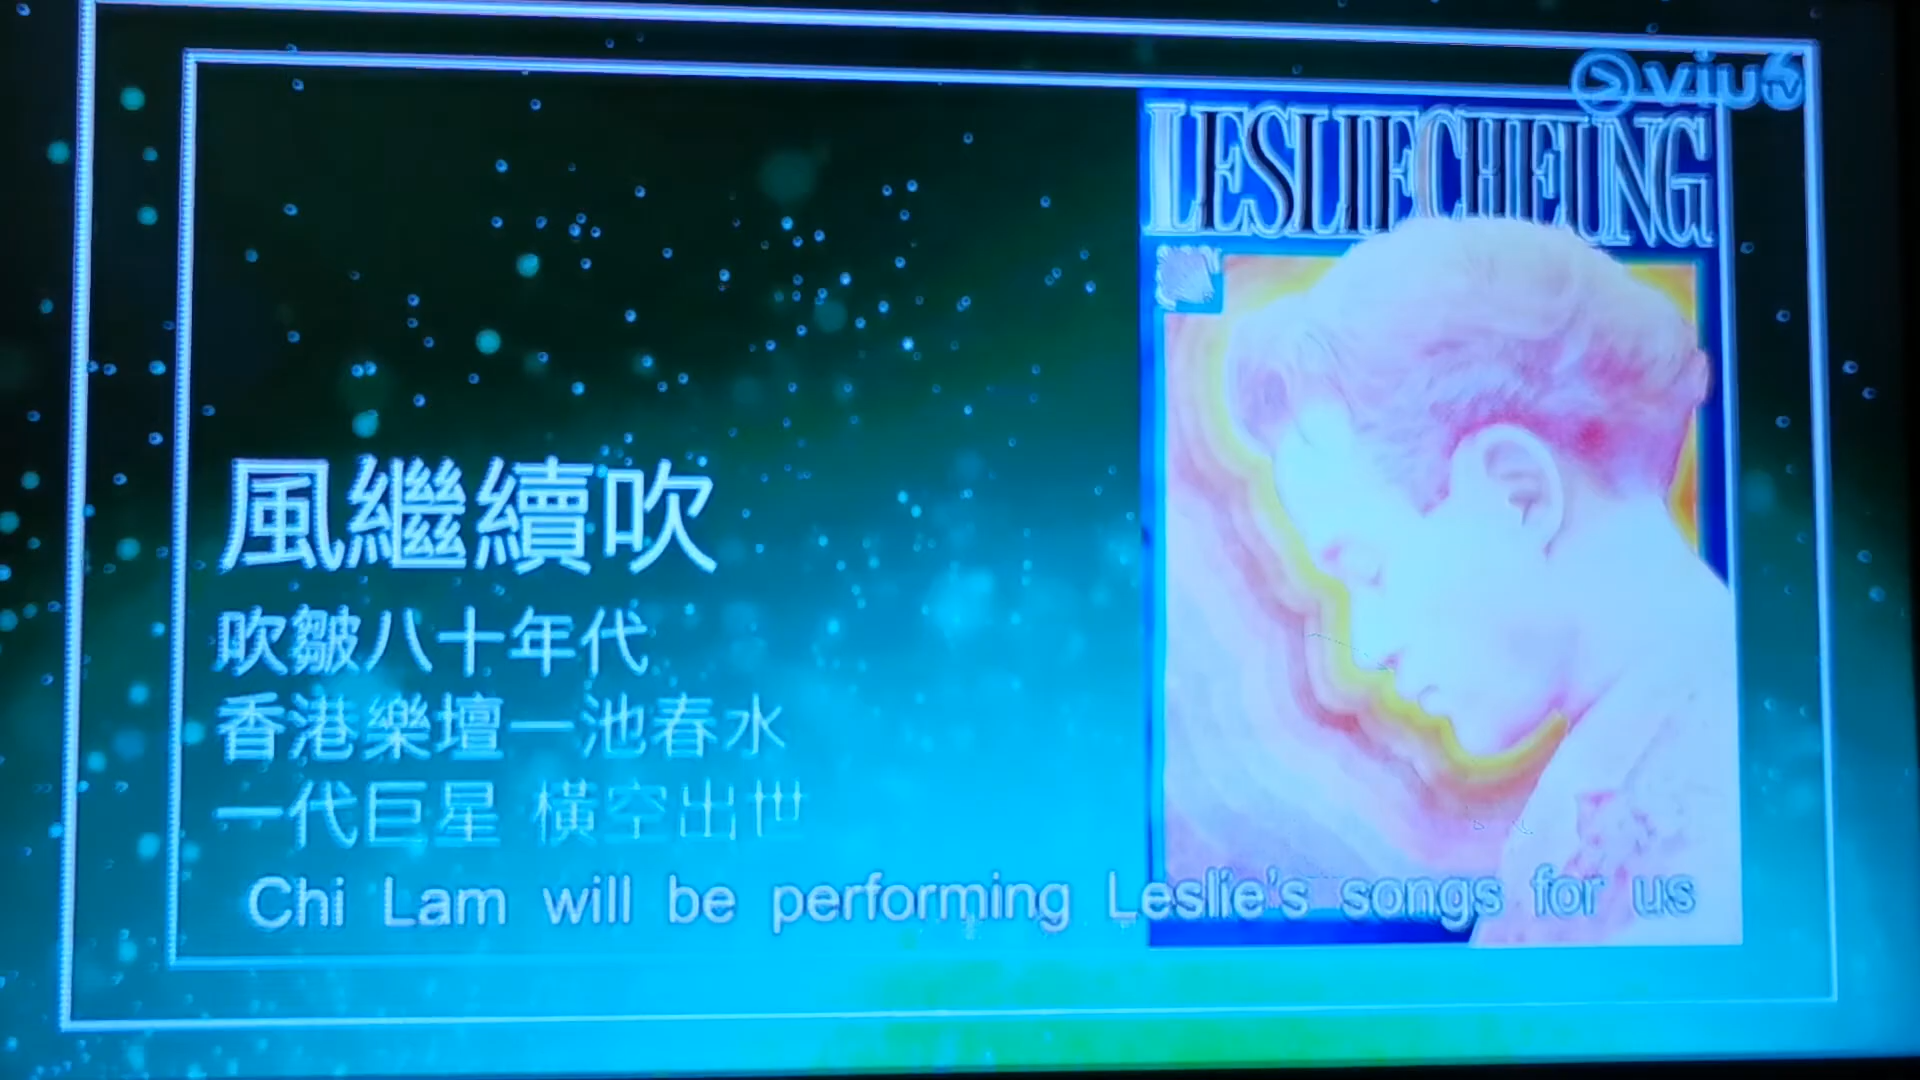 viu TV
LESLIE CHEUNG
風繼續吹
吹皺八十年代
香港樂壇一池春水
一代巨星 橫空出世
Chi Lam will be performing Leslie's songs for us